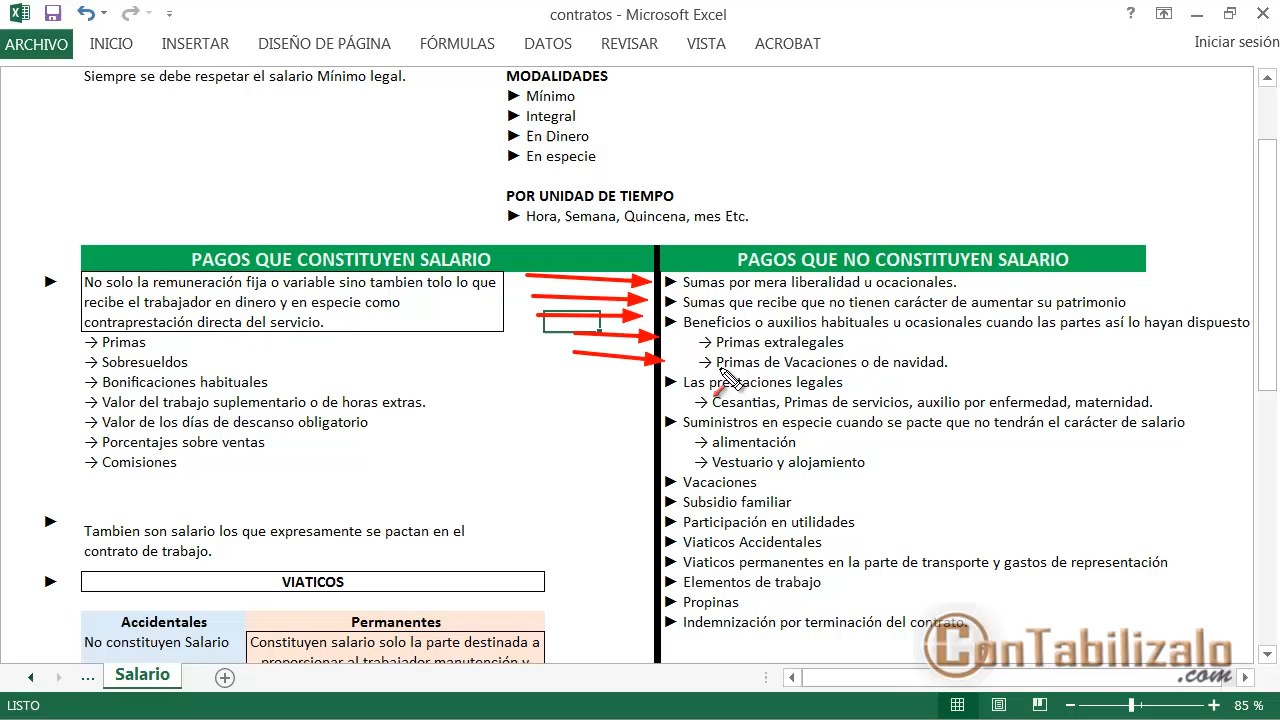 contratos - Microsoft Excel
ARCHIVO INICIO INSERTAR DISEÑO DE PÁGINA FÓRMULAS DATOS REVISAR VISTA ACROBAT Iniciar sesión
Siempre se debe respetar el salario Mínimo legal.
MODALIDADES
► Mínimo
► Integral
► En Dinero
► En especie
POR UNIDAD DE TIEMPO
► Hora, Semana, Quincena, mes Etc.
PAGOS QUE CONSTITUYEN SALARIO
► No solo la remuneración fija o variable sino tambien tolo lo que
recibe el trabajador en dinero y en especie como
contraprestación directa del servicio.
→ Primas
→ Sobresueldos
→ Bonificaciones habituales
→ Valor del trabajo suplementario o de horas extras.
→ Valor de los días de descanso obligatorio
→ Porcentajes sobre ventas
→ Comisiones
► Tambien son salario los que expresamente se pactan en el
contrato de trabajo.
► VIATICOS
Accidentales Permanentes
No constituyen Salario Constituyen salario solo la parte destinada a
proporcionar al trabajador manutención y
PAGOS QUE NO CONSTITUYEN SALARIO
► Sumas por mera liberalidad u ocacionales.
► Sumas que recibe que no tienen carácter de aumentar su patrimonio
► Beneficios o auxilios habituales u ocasionales cuando las partes así lo hayan dispuesto
→ Primas extralegales
→ Primas de Vacaciones o de navidad.
► Las prestaciones legales
→ Cesantias, Primas de servicios, auxilio por enfermedad, maternidad.
► Suministros en especie cuando se pacte que no tendrán el carácter de salario
→ alimentación
→ Vestuario y alojamiento
► Vacaciones
► Subsidio familiar
► Participación en utilidades
► Viaticos Accidentales
► Viaticos permanentes en la parte de transporte y gastos de representación
► Elementos de trabajo
► Propinas
► Indemnización por terminación del contrato.
ConTabilizalo
.com
... Salario
LISTO 85 %